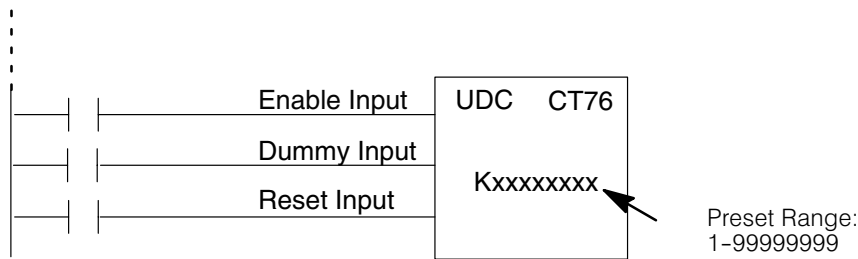 Enable Input
UDC CT76
Dummy Input
Kxxxxxxxx
Reset Input
Preset Range:
1-99999999